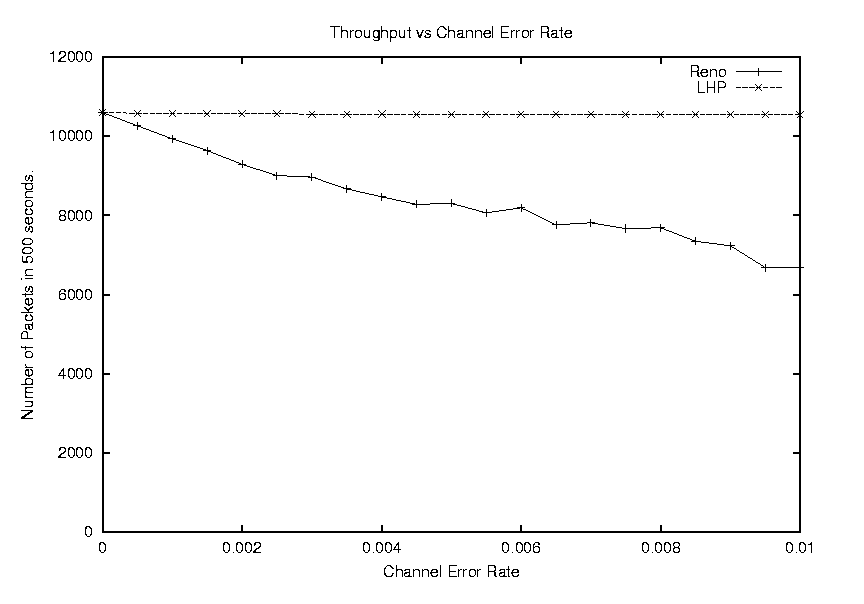 Throughput vs Channel Error Rate
12000
10000
8000
6000
4000
2000
0
Number of Packets in 500 seconds.
Reno
LHP
0 0.002 0.004 0.006 0.008 0.01
Channel Error Rate